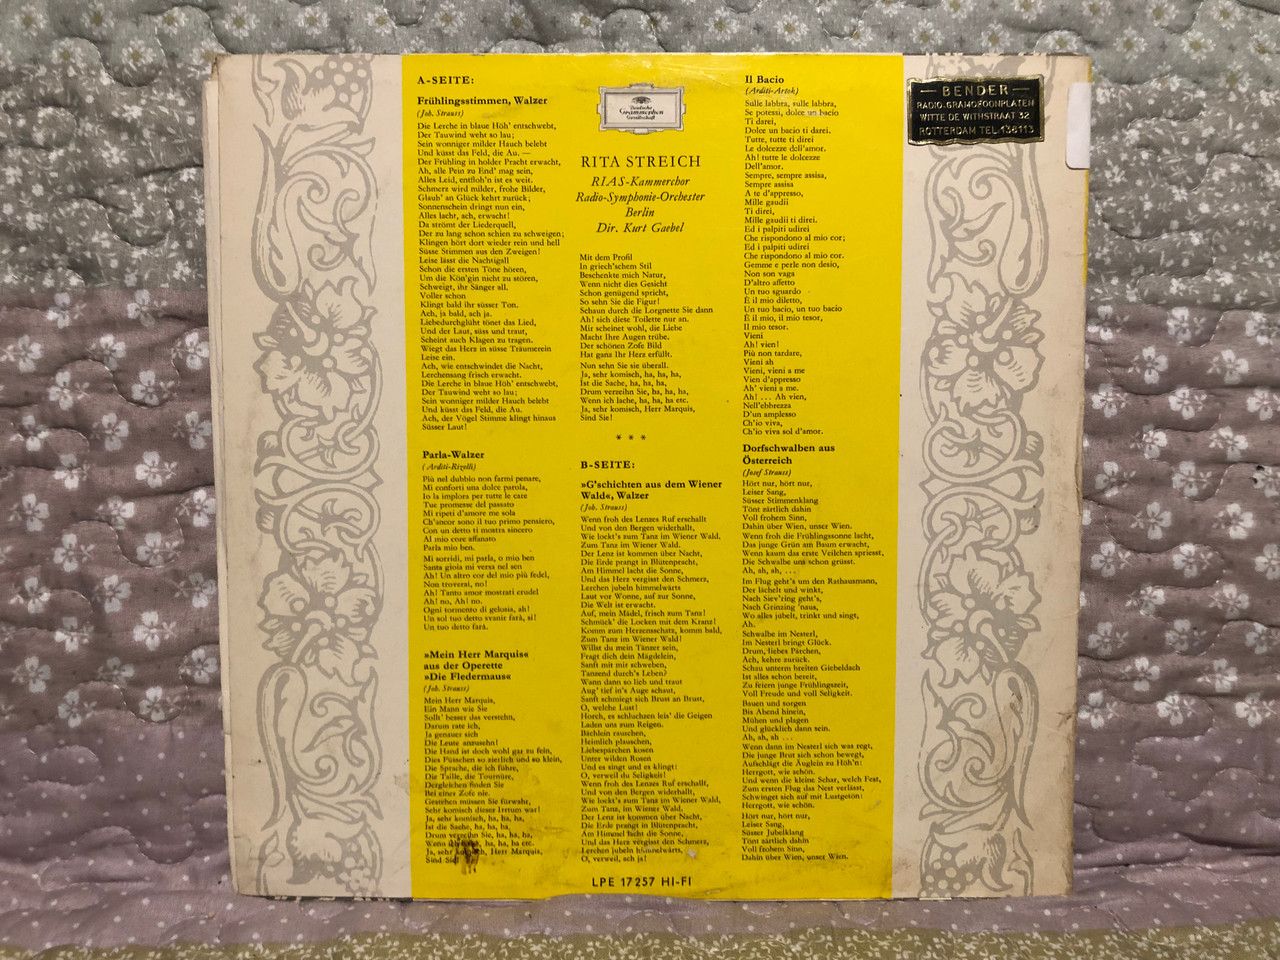 A-SEITE:
Frühlingsstimmen, Walzer
(Joh. Strauss)
Die Lerche in blaue Höh' entschwebt,
Der Tauwind weht so lau;
Sein wonniger milder Hauch belebt
Und küsst das Feld, die Au. —
Der Frühling in holder Pracht erwacht,
Ah, alle Pein zu End' mag sein,
Alles Leid, entfloh'n ist es weit.
Schmerz wird milder, frohe Bilder,
Glaub' an Glück kehrt zurück;
Sonnenschein dringt nun ein,
Alles lacht, ach, erwacht!
Da strömt der Liederquell,
Der zu lang schon schien zu schweigen;
Klingen hört dort wieder rein und hell
Süsse Stimmen aus den Zweigen!
Leise lässt die Nachtigall
Schon die ersten Töne hören,
Um die Kön'gin nicht zu stören,
Schweigt, ihr Sänger all.
Voller schon
Klingt bald ihr süsser Ton.
Ach, ja bald, ach ja.
Liebedurchglüht tönet das Lied,
Und der Laut, süss und traut,
Scheint auch Klagen zu tragen.
Wiegt das Herz in süsse Träumerein
Leise ein.
Ach, wie entschwindet die Nacht,
Lerchensang frisch erwacht.
Die Lerche in blaue Höh' entschwebt,
Der Tauwind weht so lau;
Sein wonniger milder Hauch belebt
Und küsst das Feld, die Au.
Ach, der Vögel Stimme klingt hinaus
Süsser Laut!
Parla-Walzer
(Arditi-Rizelli)
Più nel dubbio non farmi penare,
Mi conforti una dolce parola,
Io la implora per tutte le care
Tue promesse del passato
Mi ripeti d'amore me sola
Ch'ancor sono il tuo primo pensiero,
Con un detto ti mostra sincero
Al mio core affanato
Parla mio ben.
Mi sorridi, mi parla, o mio ben
Santa gioia mi versa nel sen
Ah! Un altro cor del mio più fedel,
Non troverai, no!
Ah! Tanto amor mostrati crudel
Ah! no, Ah! no.
Ogni tormento di gelosia, ah!
Un sol tuo detto svanir farà, sì!
Un tuo detto farà.
»Mein Herr Marquis«
aus der Operette
»Die Fledermaus«
(Joh. Strauss)
Mein Herr Marquis,
Ein Mann wie Sie
Sollt' besser das verstehn,
Darum rate ich,
Ja genauer sich
Die Leute anzusehn!
Die Hand ist doch wohl gar zu fein,
Dies Füsschen so zierlich und so klein,
Die Sprache, die ich führe,
Die Taille, die Tournüre,
Dergleichen finden Sie
Bei einer Zofe nie.
Gestehen müssen Sie fürwahr,
Sehr komisch dieser Irrtum war!
Ja, sehr komisch, ha, ha, ha,
Ist die Sache, ha, ha, ha,
Drum verzeihn Sie, ha, ha, ha,
Wenn lache, ha, ha, ha etc.
Ja, sehr komisch, Herr Marquis,
Sind Sie!
Deutsche
Grammophon
Gesellschaft
RITA STREICH
RIAS-Kammerchor
Radio-Symphonie-Orchester
Berlin
Dir. Kurt Gaebel
Mit dem Profil
In griech'schem Stil
Beschenkte mich Natur,
Wenn nicht dies Gesicht
Schon genügend spricht,
So sehn Sie die Figur!
Schaun durch die Lorgnette Sie dann
Ah! sich diese Toilette nur an.
Mir scheinet wohl, die Liebe
Macht Ihre Augen trübe.
Der schönen Zofe Bild
Hat ganz Ihr Herz erfüllt.
Nun sehn Sie sie überall.
Ja, sehr komisch, ha, ha, ha,
Ist die Sache, ha, ha, ha,
Drum verzeihn Sie, ha, ha, ha,
Wenn ich lache, ha, ha, ha etc.
Ja, sehr komisch, Herr Marquis,
Sind Sie!
* * *
B-SEITE:
»G'schichten aus dem Wiener
Wald«, Walzer
(Joh. Strauss)
Wenn froh des Lenzes Ruf erschallt
Und von den Bergen widerhallt,
Wie lockt's zum Tanz im Wiener Wald,
Zum Tanz im Wiener Wald.
Der Lenz ist kommen über Nacht,
Die Erde prangt in Blütenpracht,
Am Himmel lacht die Sonne,
Und das Herz vergisst den Schmerz,
Lerchen jubeln himmelwärts
Laut vor Wonne, auf zur Sonne,
Die Welt ist erwacht.
Auf, mein Mädel, frisch zum Tanz!
Schmück' die Locken mit dem Kranz!
Komm zum Herzensschatz, komm bald,
Zum Tanz im Wiener Wald!
Willst du mein Tänzer sein,
Fragt dich dein Mägdelein,
Sanft mit mir schweben,
Tanzend durch's Leben?
Wann dann so lieb und traut
Aug' tief in's Auge schaut,
Sanft schmiegt sich Brust an Brust,
O, welche Lust!
Horch, es schluchzen leis' die Geigen
Laden uns zum Reigen.
Bächlein rauschen,
Heimlich plauschen,
Liebespärchen kosen
Unter wilden Rosen
Und es singt und es klingt:
O, verweil du Seligkeit!
Wenn froh des Lenzes Ruf erschallt,
Und von den Bergen widerhallt,
Wie lockt's zum Tanz im Wiener Wald,
Zum Tanz, im Wiener Wald.
Der Lenz ist kommen über Nacht,
Die Erde prangt in Blütenpracht,
Am Himmel lacht die Sonne,
Und das Herz vergisst den Schmerz,
Lerchen jubeln himmelwärts,
O, verweil, ach ja!
Il Bacio
(Arditi-Artok)
Sulle labbra, sulle labbra,
Se potessi, dolce un bacio
Ti darei,
Dolce un bacio ti darei.
Tutte, tutte ti direi
Le dolcezze dell'amor.
Ah! tutte le dolcezze
Dell'amor.
Sempre, sempre assisa,
Sempre assisa
A te d'appresso,
Mille gaudii
Ti direi,
Mille gaudii ti direi.
Ed i palpiti udirei
Che rispondono al mio cor;
Ed i palpiti udirei
Che rispondono al mio cor.
Gemme e perle non desio,
Non son vaga
D'altro affetto
Un tuo sguardo
È il mio diletto,
Un tuo bacio, un tuo bacio
È il mio, il mio tesor,
Il mio tesor.
Vieni
Ah! vien!
Più non tardare,
Vieni ah
Vieni, vieni a me
Vien d'appresso
Ah' vieni a me.
Ah! . . . Ah vien,
Nell'ebbrezza
D'un amplesso
Ch'io viva,
Ch'io viva sol d'amor.
Dorfschwalben aus
Österreich
(Josef Strauss)
Hört nur, hört nur,
Leiser Sang,
Süsser Stimmenklang
Tönt zärtlich dahin
Voll frohem Sinn,
Dahin über Wien, unser Wien.
Wenn froh die Frühlingssonne lacht,
Das junge Grün am Baum erwacht,
Wenn kaum das erste Veilchen spriesst,
Die Schwalbe uns schon grüsst.
Ah, ah, ah, . . .
Im Flug geht's um den Rathausmann,
Der lächelt und winkt,
Nach Siev'ring geht's,
Nach Grinzing 'naus,
Wo alles jubelt, trinkt und singt,
Ah.
Schwalbe im Nesterl,
Im Nesterl bringt Glück.
Drum, liebes Pärchen,
Ach, kehre zurück.
Schau unterm breiten Giebeldach
Ist alles schon bereit,
Zu feiern junge Frühlingszeit,
Voll Freude und voll Seligkeit.
Bauen und sorgen
Bis Abend hinein,
Mühen und plagen
Und glücklich dann sein.
Ah, ah, ah . . .
Wenn dann im Nesterl sich was regt,
Die junge Brut sich schon bewegt,
Aufschlägt die Äuglein zu Höh'n:
Herrgott, wie schön.
Und wenn die kleine Schar, welch Fest,
Zum ersten Flug das Nest verlässt,
Schwinget sich auf mit Lustgetön:
Herrgott, wie schön.
Hört nur, hört nur,
Leiser Sang,
Süsser Jubelklang
Tönt zärtlich dahin
Voll frohem Sinn,
Dahin über Wien, unser Wien.
LPE 17 257 HI-FI
— BENDER —
RADIO-GRAMOFOONPLATEN
WITTE DE WITHSTRAAT 32
ROTTERDAM TEL. 136113